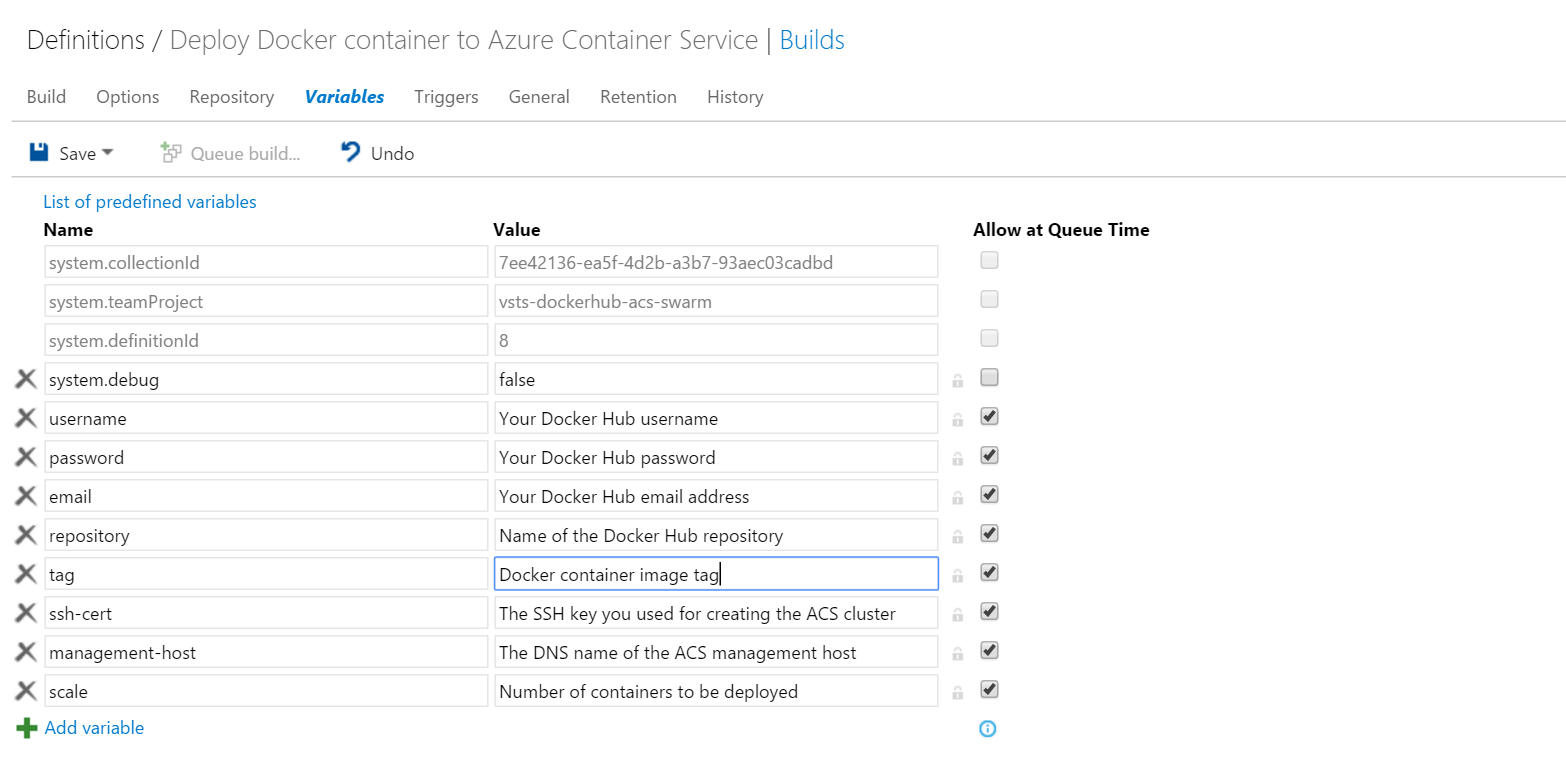 Definitions / Deploy Docker container to Azure Container Service | Builds
Build Options Repository Variables Triggers General Retention History
Save Queue build... Undo
List of predefined variables
Name Value Allow at Queue Time
system.collectionId 7ee42136-ea5f-4d2b-a3b7-93aec03cadbd
system.teamProject vsts-dockerhub-acs-swarm
system.definitionId 8
system.debug false
username Your Docker Hub username
password Your Docker Hub password
email Your Docker Hub email address
repository Name of the Docker Hub repository
tag Docker container image tag
ssh-cert The SSH key you used for creating the ACS cluster
management-host The DNS name of the ACS management host
scale Number of containers to be deployed
Add variable